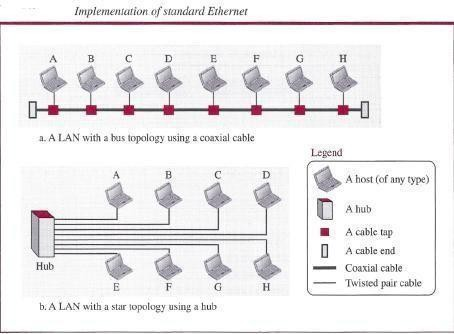 Implementation of standard Ethernet
A B C D E F G H
a. A LAN with a bus topology using a coaxial cable
Legend
A host (of any type)
A hub
A cable tap
A cable end
Coaxial cable
Twisted pair cable
A B C D
Hub
E F G H
b. A LAN with a star topology using a hub